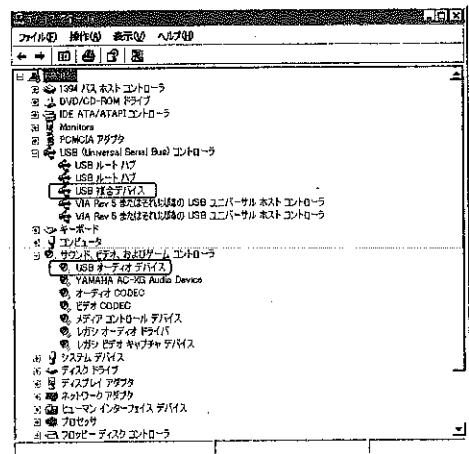 ファイル(F) 操作(A) 表示(V) ヘルプ(H)
1394 バス ホスト コントローラ
DVD/CD-ROM ドライブ
IDE ATA/ATAPI コントローラ
Monitors
PCMCIA アダプタ
USB (Universal Serial Bus) コントローラ
USB ルート ハブ
USB ルート ハブ
USB 複合デバイス
VIA Rev 5 またはそれ以降の USB ユニバーサル ホスト コントローラ
VIA Rev 5 またはそれ以降の USB ユニバーサル ホスト コントローラ
キーボード
コンピュータ
サウンド、ビデオ、およびゲーム コントローラ
USB オーディオ デバイス
YAMAHA AC-XG Audio Device
オーディオ CODEC
ビデオ CODEC
メディア コントロール デバイス
レガシ オーディオ ドライバ
レガシ ビデオ キャプチャ デバイス
システム デバイス
ディスク ドライブ
ディスプレイ アダプタ
ネットワーク アダプタ
ヒューマン インターフェイス デバイス
プロセッサ
フロッピー ディスク コントローラ